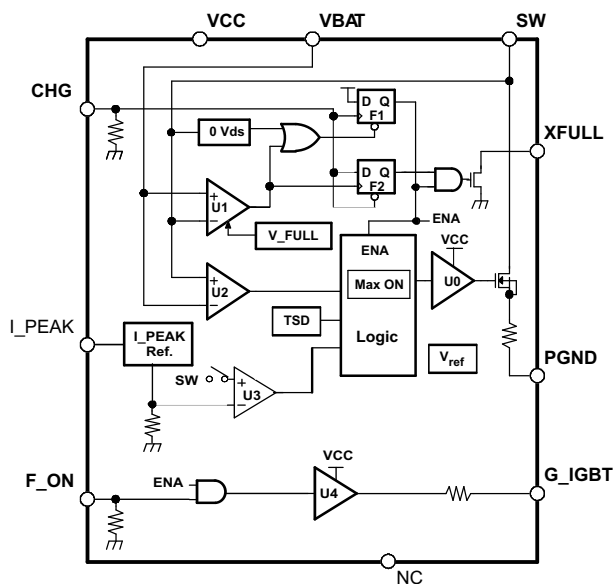 VCC
VBAT
SW
CHG
D Q
F1
0 Vds
XFULL
D Q
F2
+
U1
−
ENA
V_FULL
ENA
VCC
+
U2
−
Max ON
U0
I_PEAK
I_PEAK
Ref.
TSD
Logic
Vref
PGND
SW
+
U3
−
VCC
F_ON
ENA
U4
G_IGBT
NC